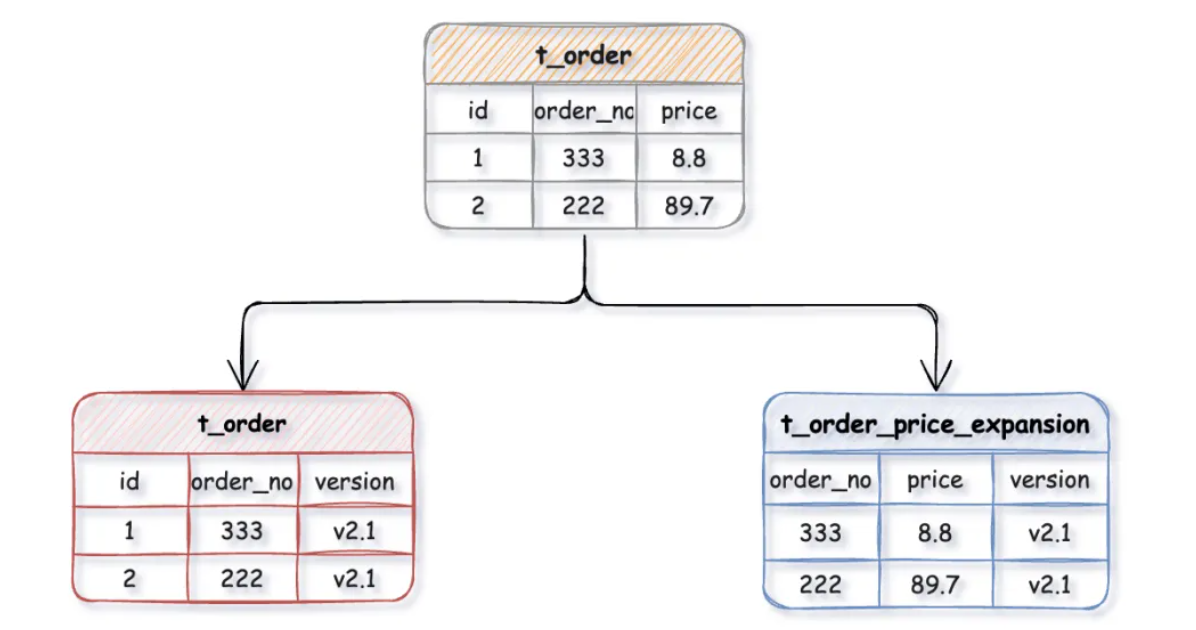 t_order
id order_no price
1 333 8.8
2 222 89.7
t_order
id order_no version
1 333 v2.1
2 222 v2.1
t_order_price_expansion
order_no price version
333 8.8 v2.1
222 89.7 v2.1